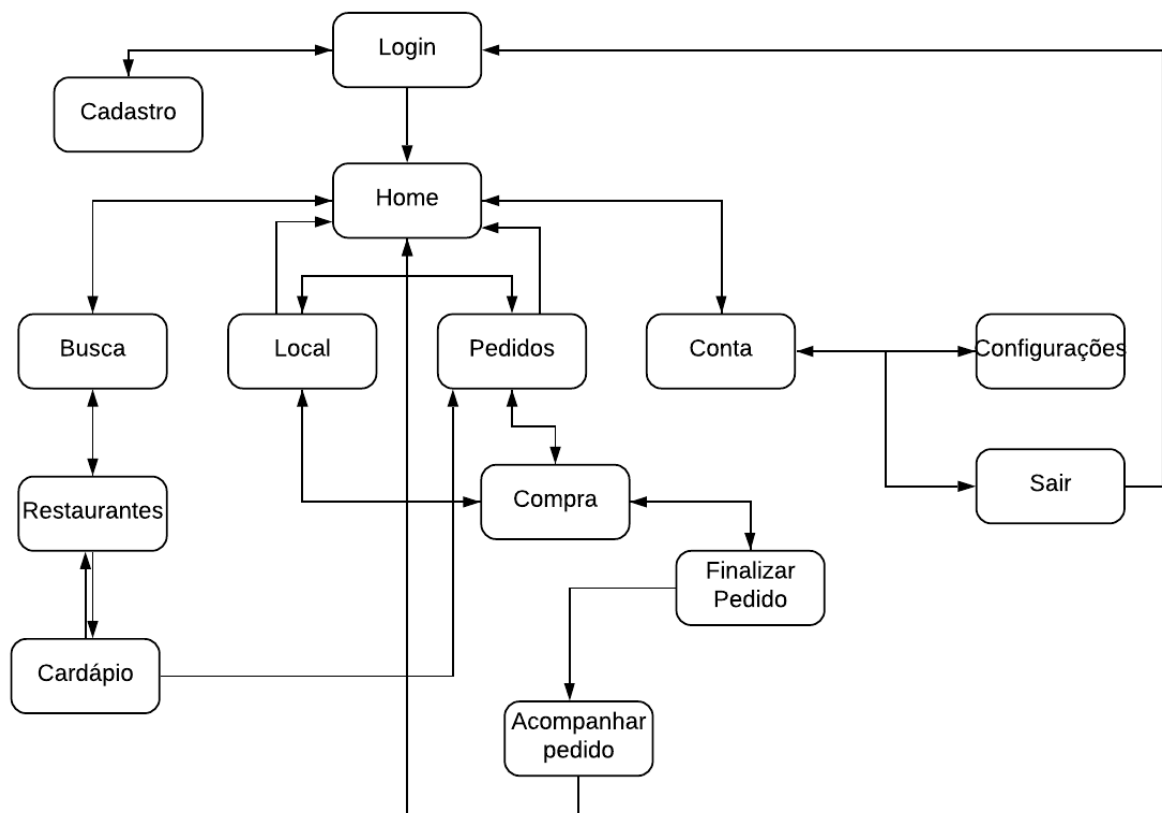 Login
Cadastro
Home
Busca
Local
Pedidos
Conta
Configurações
Restaurantes
Compra
Sair
Finalizar
Pedido
Cardápio
Acompanhar
pedido